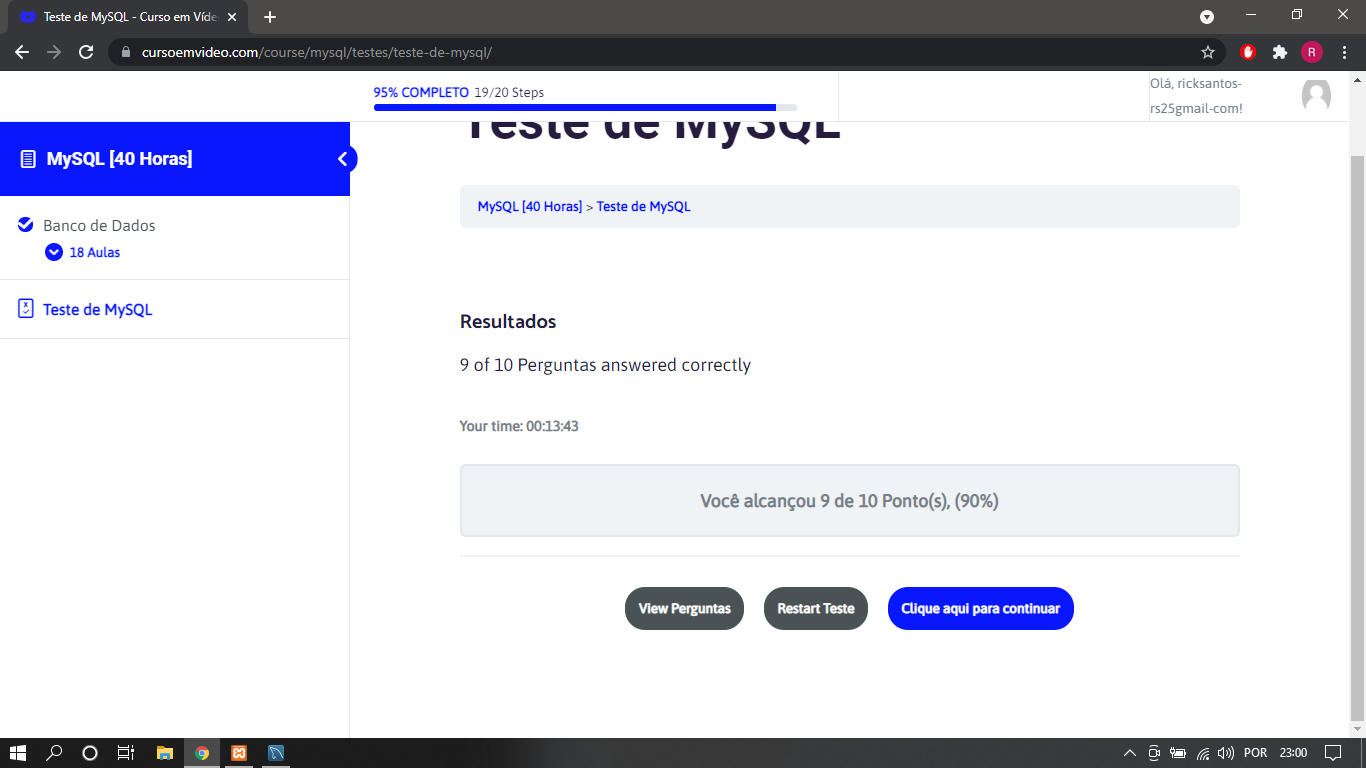 Teste de MySQL - Curso em Víde
cursoemvideo.com/course/mysql/testes/teste-de-mysql/
R
95% COMPLETO 19/20 Steps
Olá, ricksantos-
rs25gmail-com!
MySQL [40 Horas]
Banco de Dados
18 Aulas
Teste de MySQL
Teste de MySQL
MySQL [40 Horas] > Teste de MySQL
Resultados
9 of 10 Perguntas answered correctly
Your time: 00:13:43
Você alcançou 9 de 10 Ponto(s), (90%)
View Perguntas
Restart Teste
Clique aqui para continuar
POR
23:00